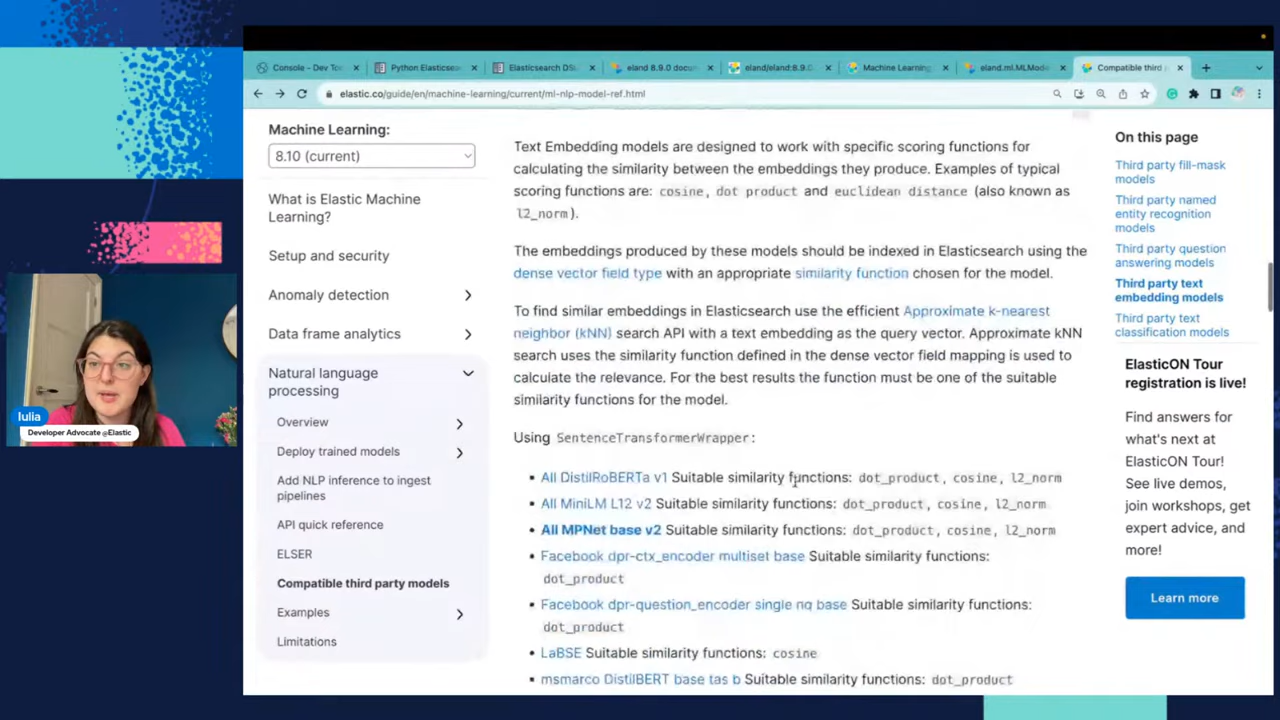 Console - Dev Too
Python Elasticsear
Elasticsearch DSL
eland 8.9.0 docum
eland/eland:8.9.0
Machine Learning
eland.ml.MLMode
Compatible third p
elastic.co/guide/en/machine-learning/current/ml-nlp-model-ref.html
Machine Learning:
8.10 (current)
What is Elastic Machine
Learning?
Setup and security
Anomaly detection
Data frame analytics
Natural language
processing
Overview
Deploy trained models
Add NLP inference to ingest
pipelines
API quick reference
ELSER
Compatible third party models
Examples
Limitations
Text Embedding models are designed to work with specific scoring functions for
calculating the similarity between the embeddings they produce. Examples of typical
scoring functions are: cosine, dot product and euclidean distance (also known as
l2_norm).
The embeddings produced by these models should be indexed in Elasticsearch using the
dense vector field type with an appropriate similarity function chosen for the model.
To find similar embeddings in Elasticsearch use the efficient Approximate k-nearest
neighbor (kNN) search API with a text embedding as the query vector. Approximate kNN
search uses the similarity function defined in the dense vector field mapping is used to
calculate the relevance. For the best results the function must be one of the suitable
similarity functions for the model.
Using SentenceTransformerWrapper:
• All DistilRoBERTa v1 Suitable similarity functions: dot_product, cosine, l2_norm
• All MiniLM L12 v2 Suitable similarity functions: dot_product, cosine, l2_norm
• All MPNet base v2 Suitable similarity functions: dot_product, cosine, l2_norm
• Facebook dpr-ctx_encoder multiset base Suitable similarity functions:
dot_product
• Facebook dpr-question_encoder single nq base Suitable similarity functions:
dot_product
• LaBSE Suitable similarity functions: cosine
• msmarco DistilBERT base tas b Suitable similarity functions: dot_product
On this page
Third party fill-mask
models
Third party named
entity recognition
models
Third party question
answering models
Third party text
embedding models
Third party text
classification models
ElasticON Tour
registration is live!
Find answers for
what's next at
ElasticON Tour!
See live demos,
join workshops, get
expert advice, and
more!
Learn more
Iulia
Developer Advocate @Elastic